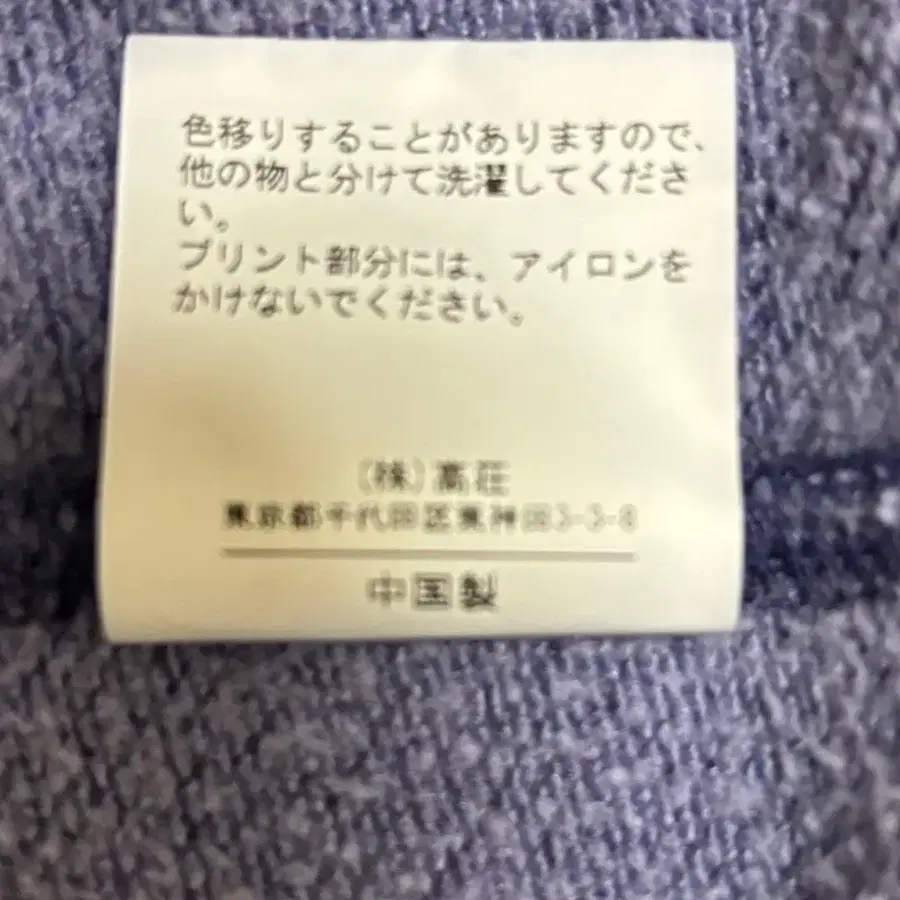 色移りすることがありますので、
他の物と分けて洗濯してくださ
い。
プリント部分には、アイロンを
かけないでください。
(株)高荘
東京都千代田区東神田3-3-8
中国製